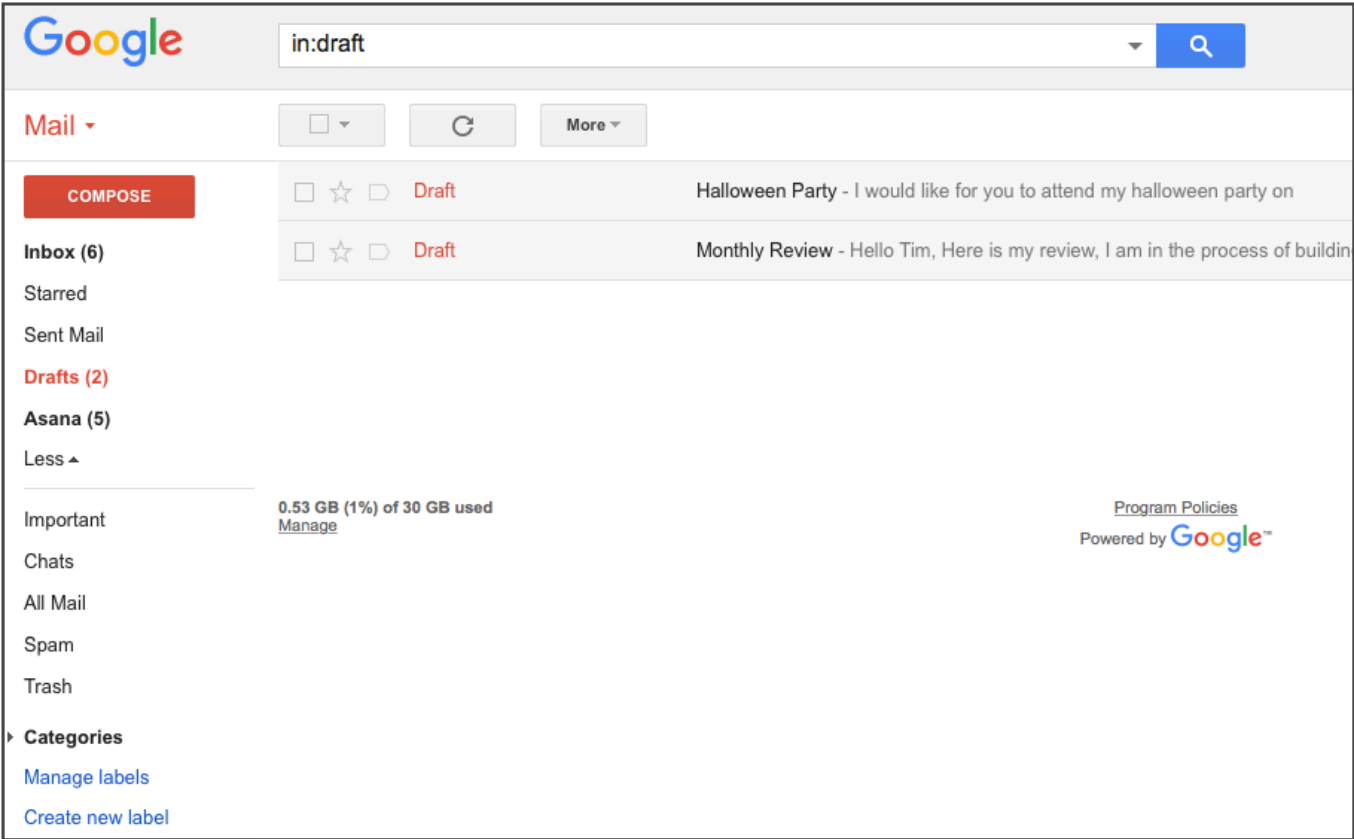 Google
in:draft
Mail
More
COMPOSE
Draft Halloween Party - I would like for you to attend my halloween party on
Draft Monthly Review - Hello Tim, Here is my review, I am in the process of buildin
Inbox (6)
Starred
Sent Mail
Drafts (2)
Asana (5)
Less
Important
Chats
All Mail
Spam
Trash
Categories
Manage labels
Create new label
0.53 GB (1%) of 30 GB used
Manage
Program Policies
Powered by Google™